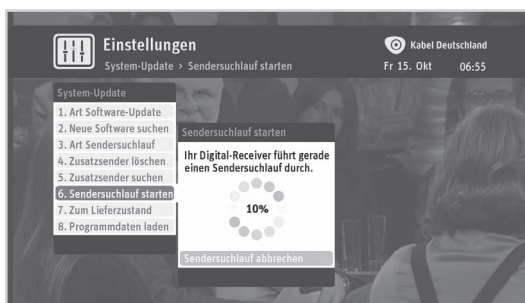 Einstellungen
Kabel Deutschland
System-Update > Sendersuchlauf starten
Fr 15. Okt 06:55
System-Update
1. Art Software-Update
2. Neue Software suchen
3. Art Sendersuchlauf
4. Zusatzsender löschen
5. Zusatzsender suchen
6. Sendersuchlauf starten
7. Zum Lieferzustand
8. Programmdaten laden
Sendersuchlauf starten
Ihr Digital-Receiver führt gerade
einen Sendersuchlauf durch.
10%
Sendersuchlauf abbrechen